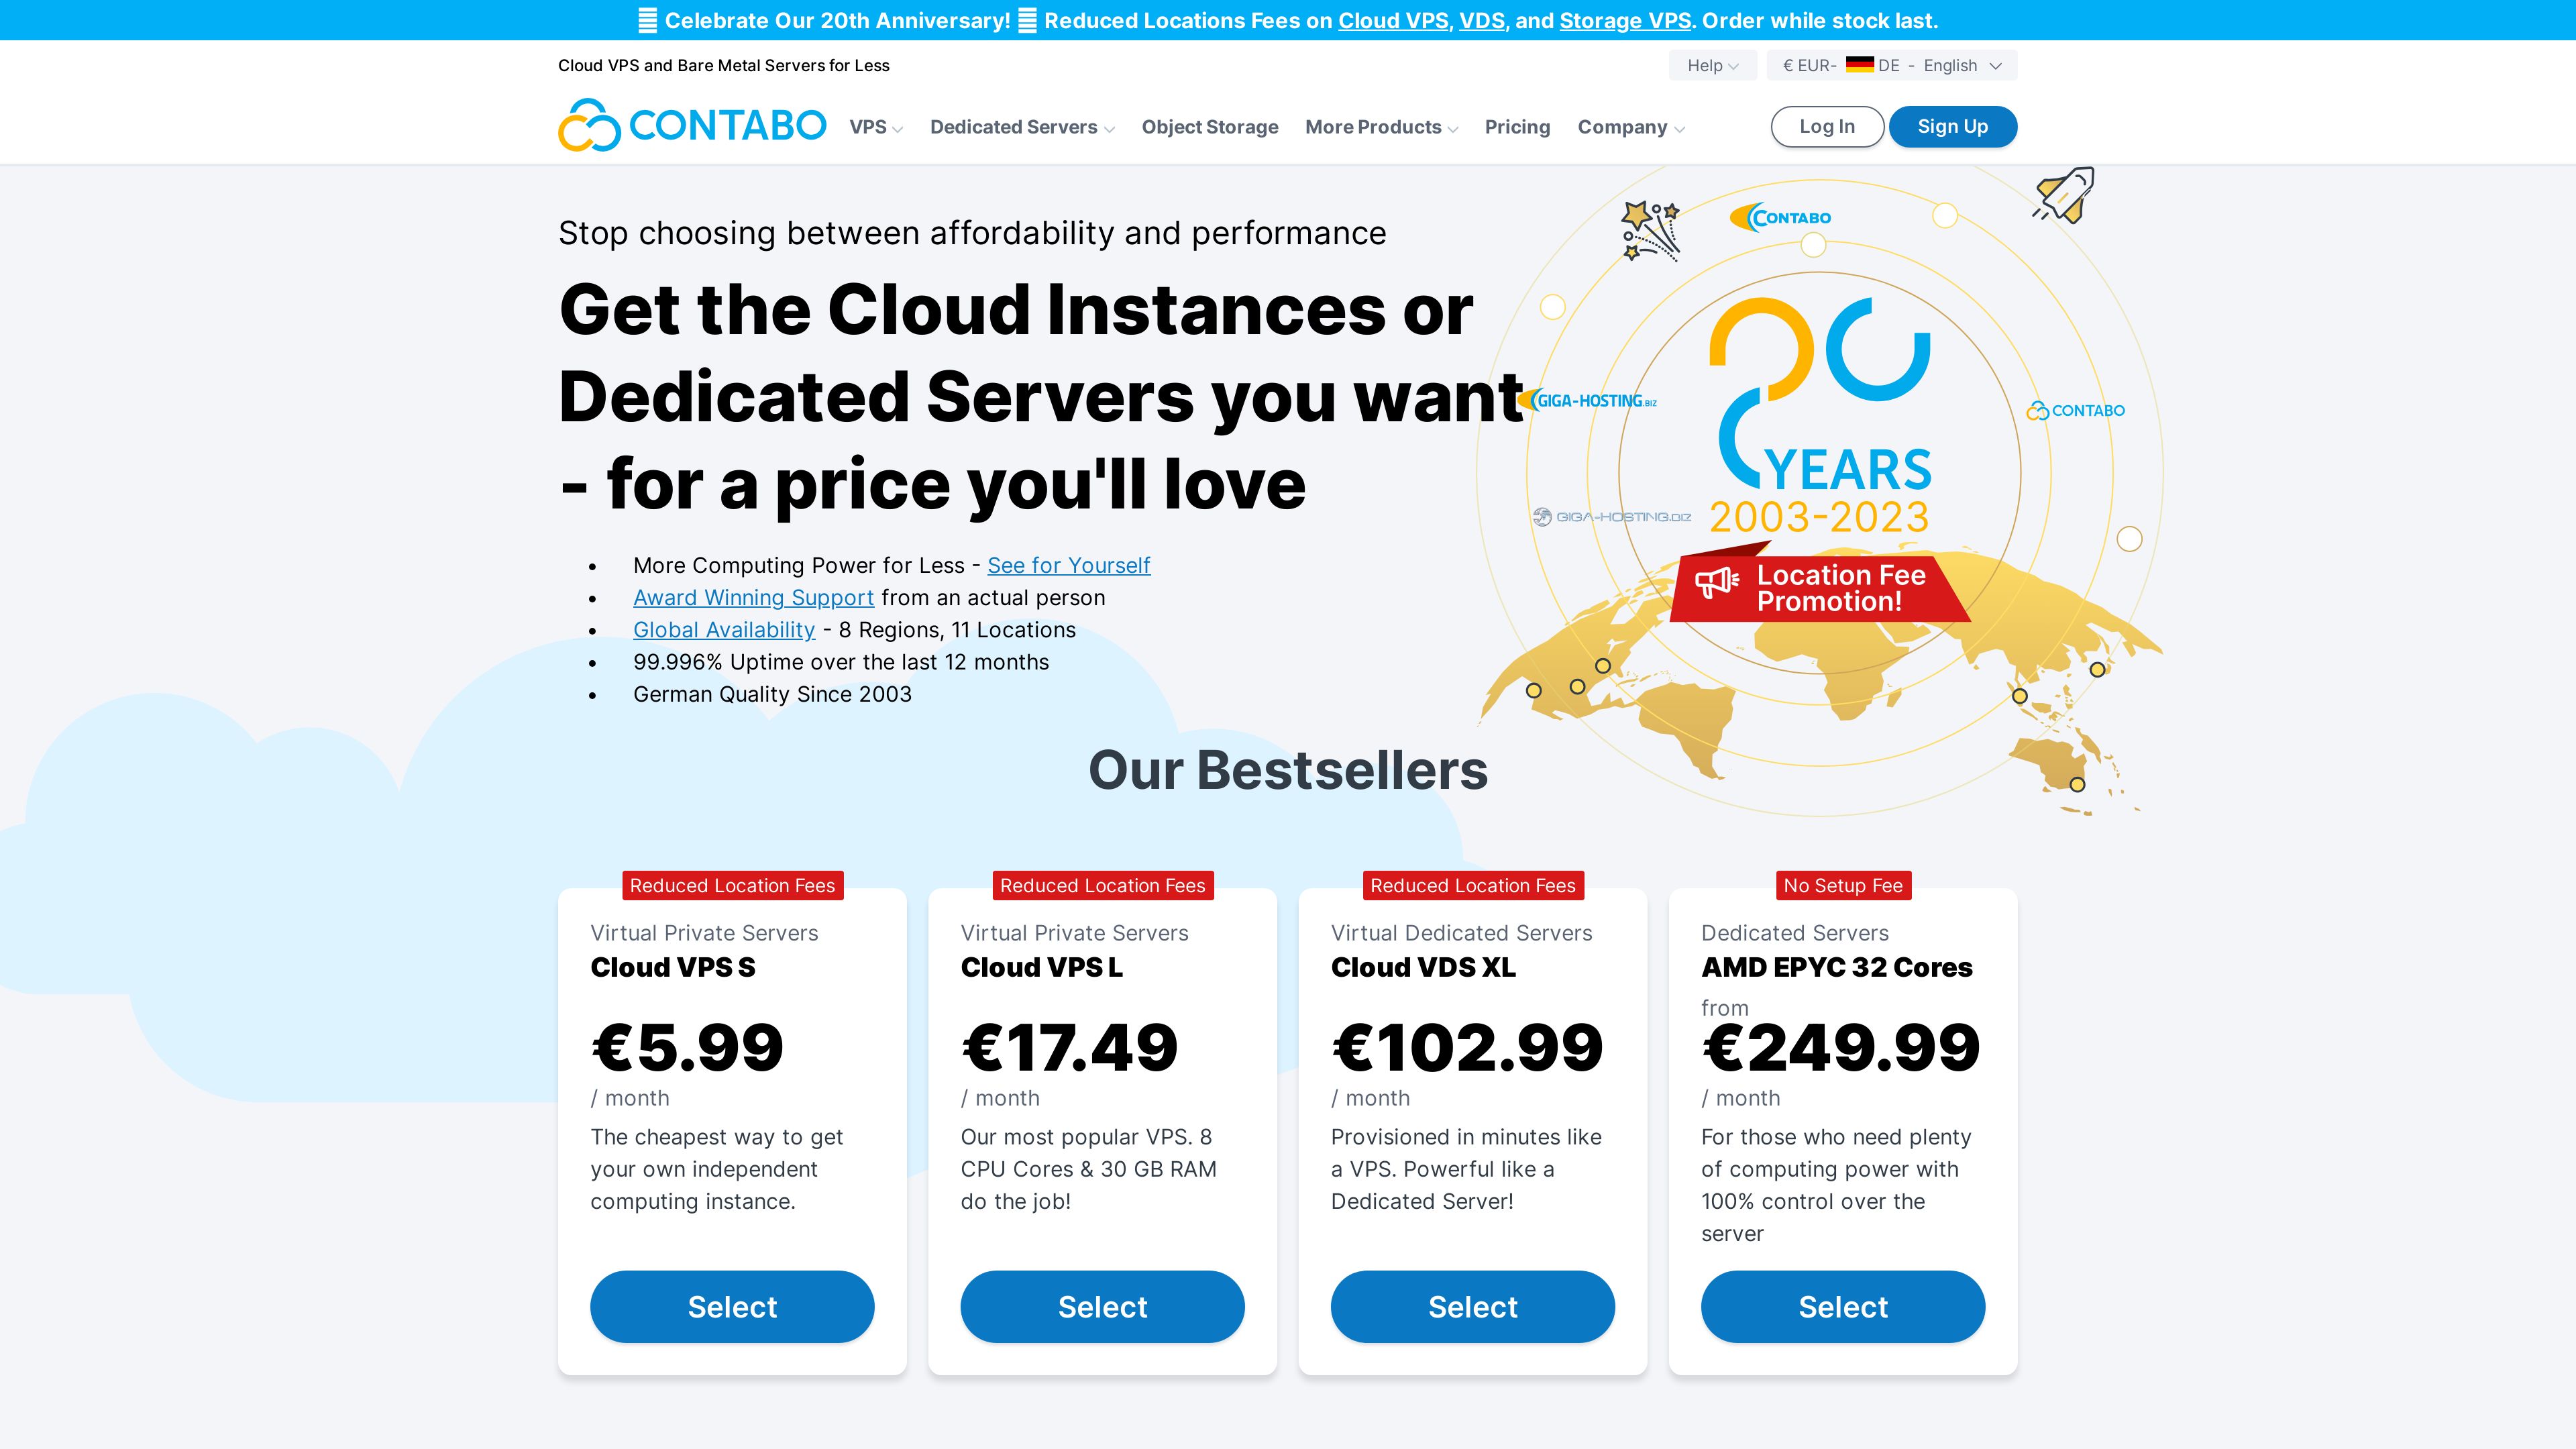 Celebrate Our 20th Anniversary! Reduced Locations Fees on Cloud VPS, VDS, and Storage VPS. Order while stock last.
Cloud VPS and Bare Metal Servers for Less
Help
€ EUR- DE - English
CONTABO
VPS
Dedicated Servers
Object Storage
More Products
Pricing
Company
Log In
Sign Up
Stop choosing between affordability and performance
Get the Cloud Instances or
Dedicated Servers you want
- for a price you'll love
• More Computing Power for Less - See for Yourself
• Award Winning Support from an actual person
• Global Availability - 8 Regions, 11 Locations
• 99.996% Uptime over the last 12 months
• German Quality Since 2003
CONTABO
GIGA-HOSTING.BIZ
CONTABO
GIGA-HOSTING.BIZ
20
YEARS
2003-2023
Location Fee
Promotion!
Our Bestsellers
Reduced Location Fees
Virtual Private Servers
Cloud VPS S
€5.99
/ month
The cheapest way to get
your own independent
computing instance.
Select
Reduced Location Fees
Virtual Private Servers
Cloud VPS L
€17.49
/ month
Our most popular VPS. 8
CPU Cores & 30 GB RAM
do the job!
Select
Reduced Location Fees
Virtual Dedicated Servers
Cloud VDS XL
€102.99
/ month
Provisioned in minutes like
a VPS. Powerful like a
Dedicated Server!
Select
No Setup Fee
Dedicated Servers
AMD EPYC 32 Cores
from
€249.99
/ month
For those who need plenty
of computing power with
100% control over the
server
Select